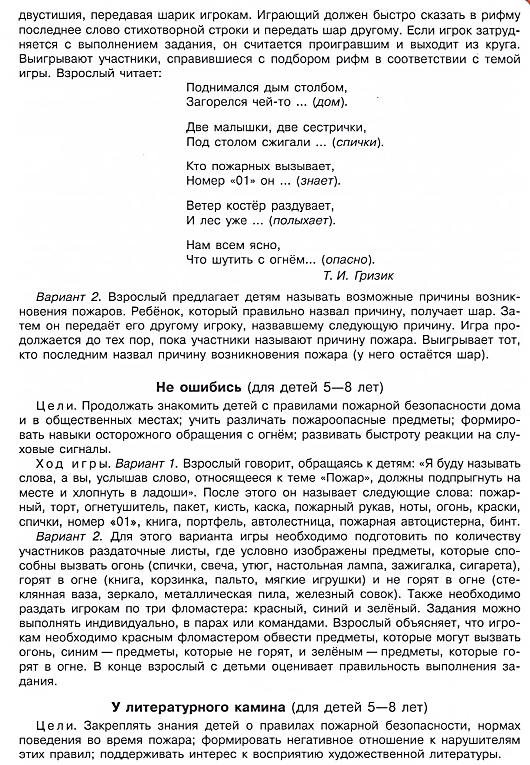 двустишия, передавая шарик игрокам. Играющий должен быстро сказать в рифму
последнее слово стихотворной строки и передать шар другому. Если игрок затруд-
няется с выполнением задания, он считается проигравшим и выходит из круга.
Выигрывают участники, справившиеся с подбором рифм в соответствии с темой
игры. Взрослый читает:
Поднимался дым столбом,
Загорелся чей-то ... (дом).
Две малышки, две сестрички,
Под столом сжигали ... (спички).
Кто пожарных вызывает,
Номер «01» он ... (знает).
Ветер костёр раздувает,
И лес уже ... (полыхает).
Нам всем ясно,
Что шутить с огнём... (опасно).
Т. И. Гризик
Вариант 2. Взрослый предлагает детям называть возможные причины возник-
новения пожаров. Ребёнок, который правильно назвал причину, получает шар. За-
тем он передаёт его другому игроку, назвавшему следующую причину. Игра про-
должается до тех пор, пока участники называют причину пожара. Выигрывает тот,
кто последним назвал причину возникновения пожара (у него остаётся шар).
Не ошибись (для детей 5—8 лет)
Цели. Продолжать знакомить детей с правилами пожарной безопасности дома
и в общественных местах; учить различать пожароопасные предметы; формиро-
вать навыки осторожного обращения с огнём; развивать быстроту реакции на слу-
ховые сигналы.
Ход игры. Вариант 1. Взрослый говорит, обращаясь к детям: «Я буду называть
слова, а вы, услышав слово, относящееся к теме «Пожар», должны подпрыгнуть на
месте и хлопнуть в ладоши». После этого он называет следующие слова: пожар-
ный, торт, огнетушитель, пакет, кисть, каска, пожарный рукав, ноты, огонь, краски,
спички, номер «01», книга, портфель, автолестница, пожарная автоцистерна, бинт.
Вариант 2. Для этого варианта игры необходимо подготовить по количеству
участников раздаточные листы, где условно изображены предметы, которые спо-
собны вызвать огонь (спички, свеча, утюг, настольная лампа, зажигалка, сигарета),
горят в огне (книга, корзинка, пальто, мягкие игрушки) и не горят в огне (сте-
клянная ваза, зеркало, металлическая пила, железный совок). Также необходимо
раздать игрокам по три фломастера: красный, синий и зелёный. Задания можно
выполнять индивидуально, в парах или командами. Взрослый объясняет, что игро-
кам необходимо красным фломастером обвести предметы, которые могут вызвать
огонь, синим — предметы, которые не горят, и зелёным — предметы, которые го-
рят в огне. В конце взрослый с детьми оценивает правильность выполнения за-
дания.
У литературного камина (для детей 5—8 лет)
Цели. Закреплять знания детей о правилах пожарной безопасности, нормах
поведения во время пожара; формировать негативное отношение к нарушителям
этих правил; поддерживать интерес к восприятию художественной литературы.